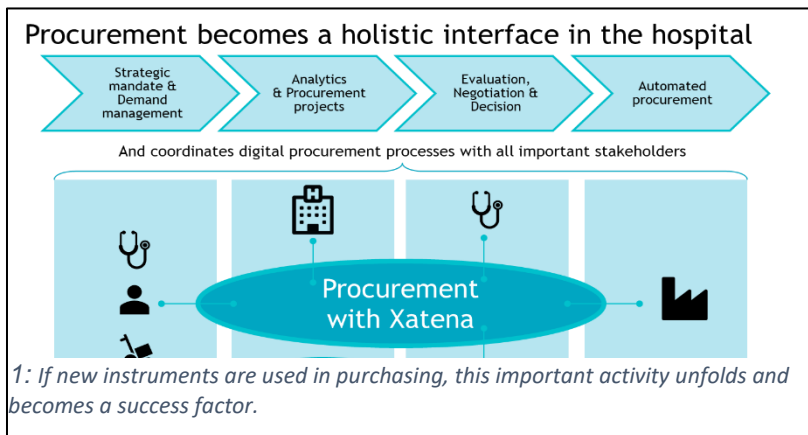 Procurement becomes a holistic interface in the hospital
Strategic
mandate &
Demand
management
Analytics
& Procurement
projects
Evaluation,
Negotiation &
Decision
Automated
procurement
And coordinates digital procurement processes with all important stakeholders
H
Procurement
with Xatena
1: If new instruments are used in purchasing, this important activity unfolds and
becomes a success factor.